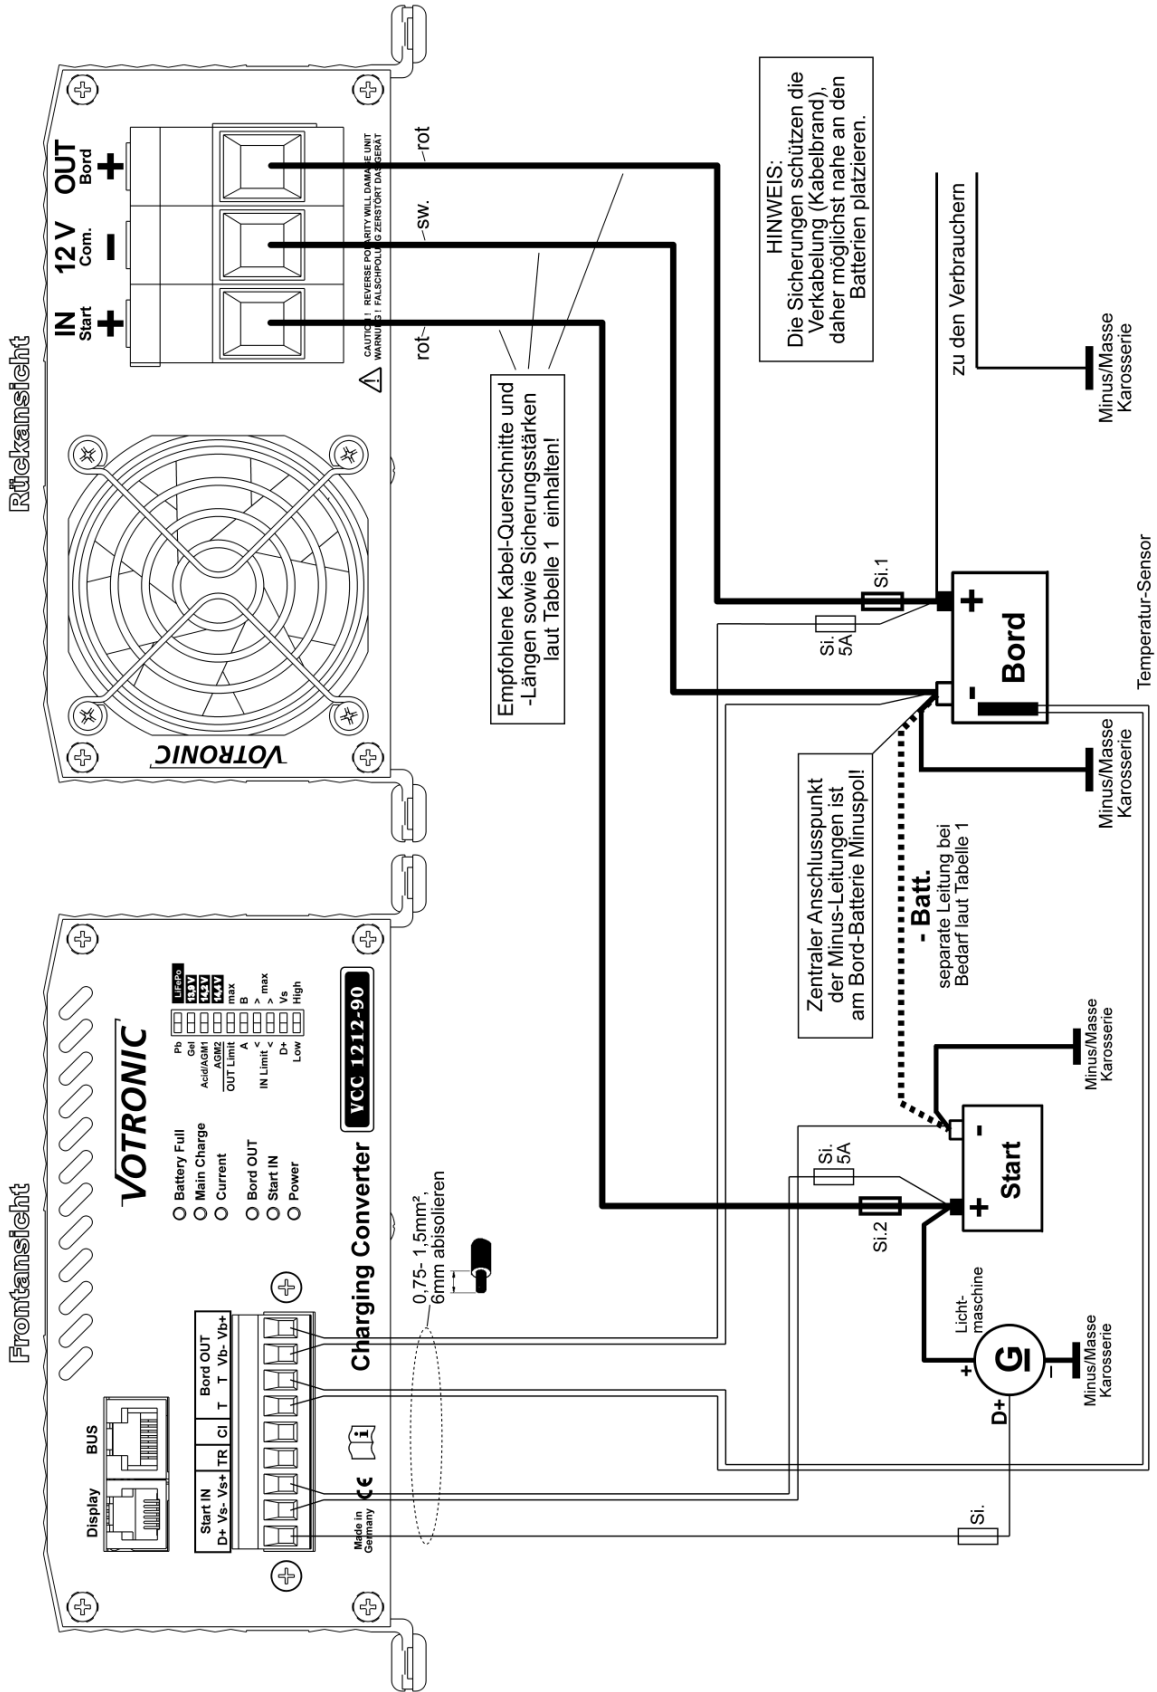 Frontansicht
Rückansicht
Display
BUS
Start IN
Bord OUT
D+ Vs- Vs+ TR CI T T Vb- Vb+
VOTRONIC
Battery Full
Main Charge
Current
Bord OUT
Start IN
Power
Pb LiFePo
Gel 13,9 V
Acid/AGM1 14,2 V
AGM2 14,4 V
OUT Limit max
A B
IN Limit < > max
< >
D+ Vs
Low High
Made in
Germany
CE
i
Charging Converter
VCC 1212-90
VOTRONIC
IN
Start
+
12 V
Com.
-
OUT
Bord
+
CAUTION ! REVERSE POLARITY WILL DAMAGE UNIT
WARNUNG ! FALSCHPOLUNG ZERSTÖRT DAS GERÄT
rot
sw.
rot
0,75- 1,5mm²,
6mm abisolieren
Empfohlene Kabel-Querschnitte und
-Längen sowie Sicherungsstärken
laut Tabelle 1 einhalten!
HINWEIS:
Die Sicherungen schützen die
Verkabelung (Kabelbrand),
daher möglichst nahe an den
Batterien platzieren.
Si.
5A
Si.2
Si.
5A
Si.1
Zentraler Anschlusspunkt
der Minus-Leitungen ist
am Bord-Batterie Minuspol!
- Batt.
separate Leitung bei
Bedarf laut Tabelle 1
zu den Verbrauchern
Si.
D+
+
G
-
Licht-
maschine
Minus/Masse
Karosserie
+
-
Start
Minus/Masse
Karosserie
-
+
Bord
Minus/Masse
Karosserie
Minus/Masse
Karosserie
Temperatur-Sensor